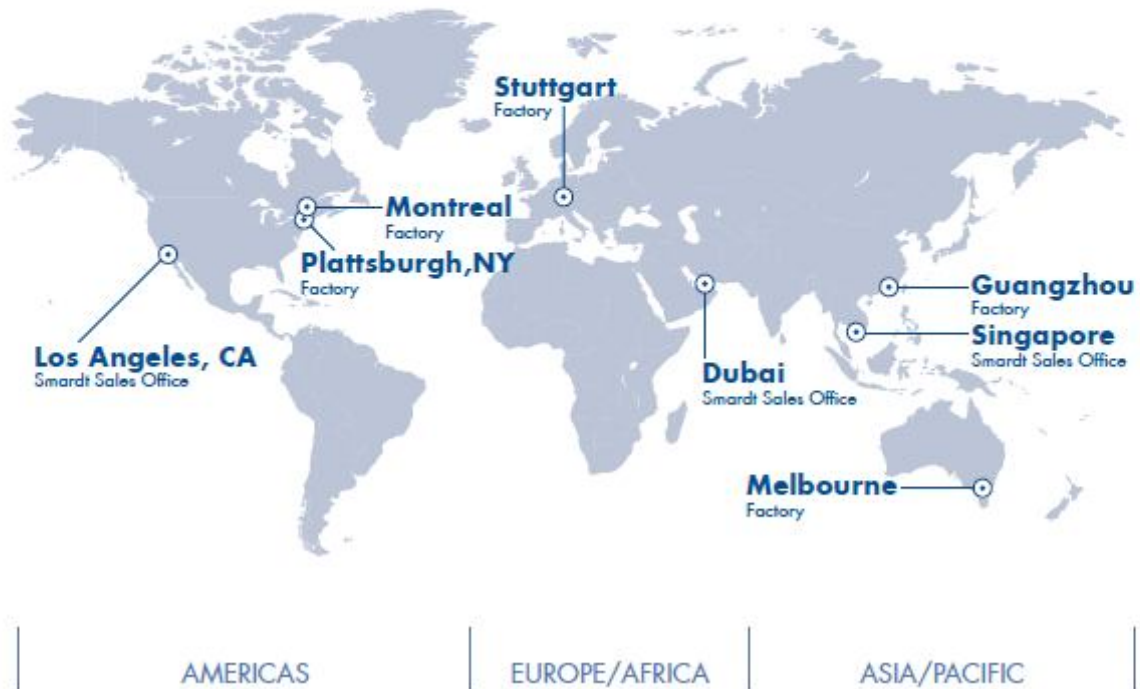 Stuttgart
Factory
Montreal
Factory
Plattsburgh,NY
Factory
Los Angeles, CA
Smardt Sales Office
Dubai
Smardt Sales Office
Guangzhou
Factory
Singapore
Smardt Sales Office
Melbourne
Factory
AMERICAS
EUROPE/AFRICA
ASIA/PACIFIC